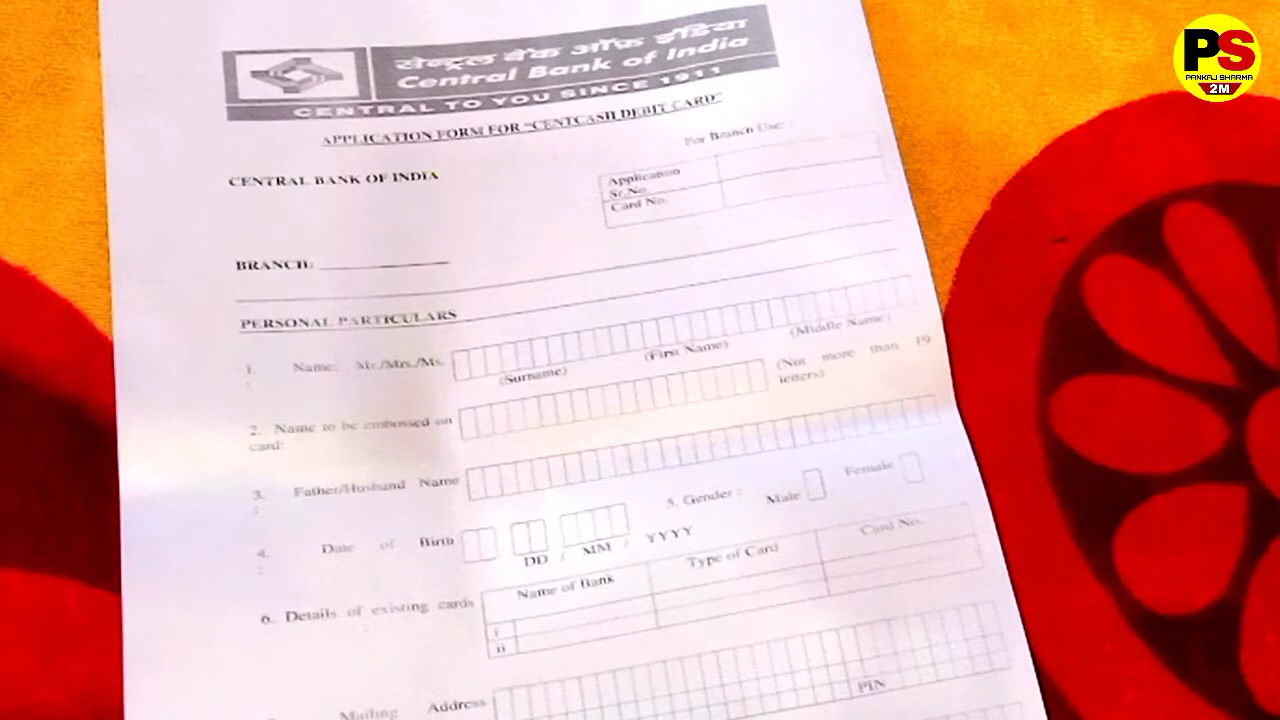 सेन्ट्रल बैंक ऑफ़ इंडिया
Central Bank of India
CENTRAL TO YOU SINCE 1911
PS
PANKAJ SHARMA
2M
APPLICATION FORM FOR "CENTCASH DEBIT CARD"
For Branch Use: -
CENTRAL BANK OF INDIA
Application
Sr.No.
Card No.
BRANCH: ____________
PERSONAL PARTICULARS
1. Name: Mr./Mrs./Ms.
:
(Surname) (First Name) (Middle Name)
2. Name to be embossed on
card:
(Not more than 19
letters)
3. Father/Husband Name
:
4. Date of Birth
:
DD / MM / YYYY
5. Gender : Male Female
6. Details of existing cards
:
Name of Bank Type of Card Card No.
i
ii
Mailing Address
PIN